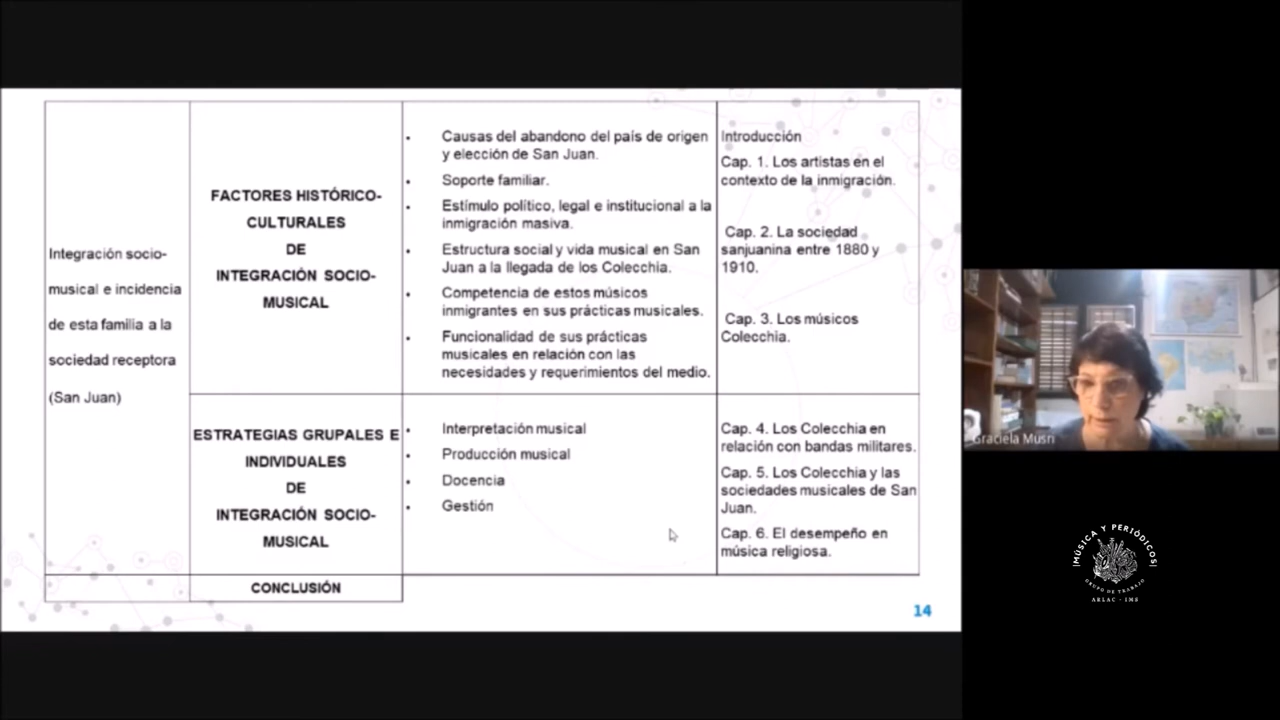 Integración socio-
musical e incidencia
de esta familia a la
sociedad receptora
(San Juan)
FACTORES HISTÓRICO-
CULTURALES
DE
INTEGRACIÓN SOCIO-
MUSICAL
• Causas del abandono del país de origen
y elección de San Juan.
• Soporte familiar.
• Estímulo político, legal e institucional a la
inmigración masiva.
• Estructura social y vida musical en San
Juan a la llegada de los Colecchia.
• Competencia de estos músicos
inmigrantes en sus prácticas musicales.
• Funcionalidad de sus prácticas
musicales en relación con las
necesidades y requerimientos del medio.
Introducción
Cap. 1. Los artistas en el
contexto de la inmigración.
Cap. 2. La sociedad
sanjuanina entre 1880 y
1910.
Cap. 3. Los músicos
Colecchia.
ESTRATEGIAS GRUPALES E
INDIVIDUALES
DE
INTEGRACIÓN SOCIO-
MUSICAL
• Interpretación musical
• Producción musical
• Docencia
• Gestión
Cap. 4. Los Colecchia en
relación con bandas militares.
Cap. 5. Los Colecchia y las
sociedades musicales de San
Juan.
Cap. 6. El desempeño en
música religiosa.
CONCLUSIÓN
14
Graciela Musri
MÚSICA Y PERIÓDICOS
GRUPO DE TRABAJO
ARLAC - IMS